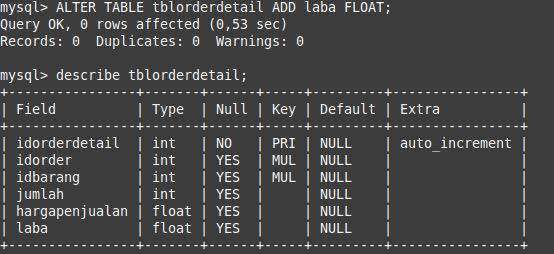 mysql> ALTER TABLE tblorderdetail ADD laba FLOAT;
Query OK, 0 rows affected (0,53 sec)
Records: 0  Duplicates: 0  Warnings: 0

mysql> describe tblorderdetail;
+----------------+-------+------+-----+---------+----------------+
| Field          | Type  | Null | Key | Default | Extra          |
+----------------+-------+------+-----+---------+----------------+
| idorderdetail  | int   | NO   | PRI | NULL    | auto_increment |
| idorder        | int   | YES  | MUL | NULL    |                |
| idbarang       | int   | YES  | MUL | NULL    |                |
| jumlah         | int   | YES  |     | NULL    |                |
| hargapenjualan | float | YES  |     | NULL    |                |
| laba           | float | YES  |     | NULL    |                |
+----------------+-------+------+-----+---------+----------------+